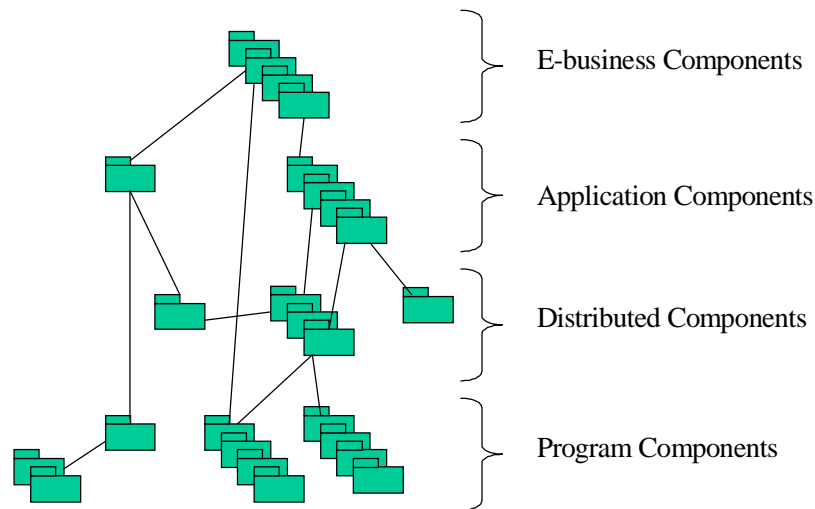 E-business Components
Application Components
Distributed Components
Program Components